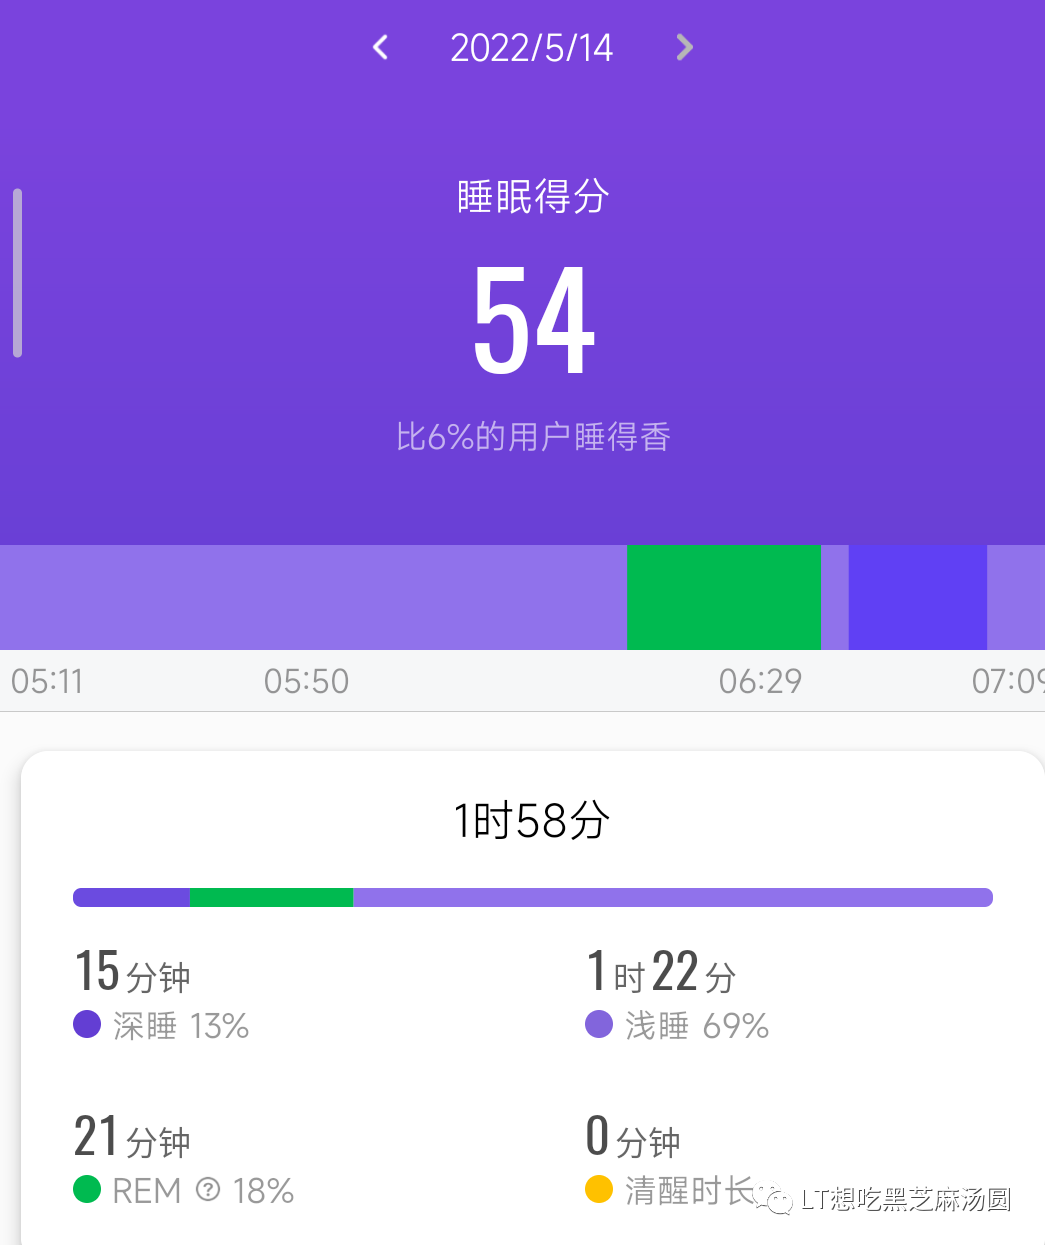 2022/5/14
睡眠得分
54
比6%的用户睡得香
05:11 05:50 06:29 07:09
1时58分
15分钟 1时22分
深睡 13% 浅睡 69%
21分钟 0分钟
REM ? 18% 清醒时长
LT想吃黑芝麻汤圆